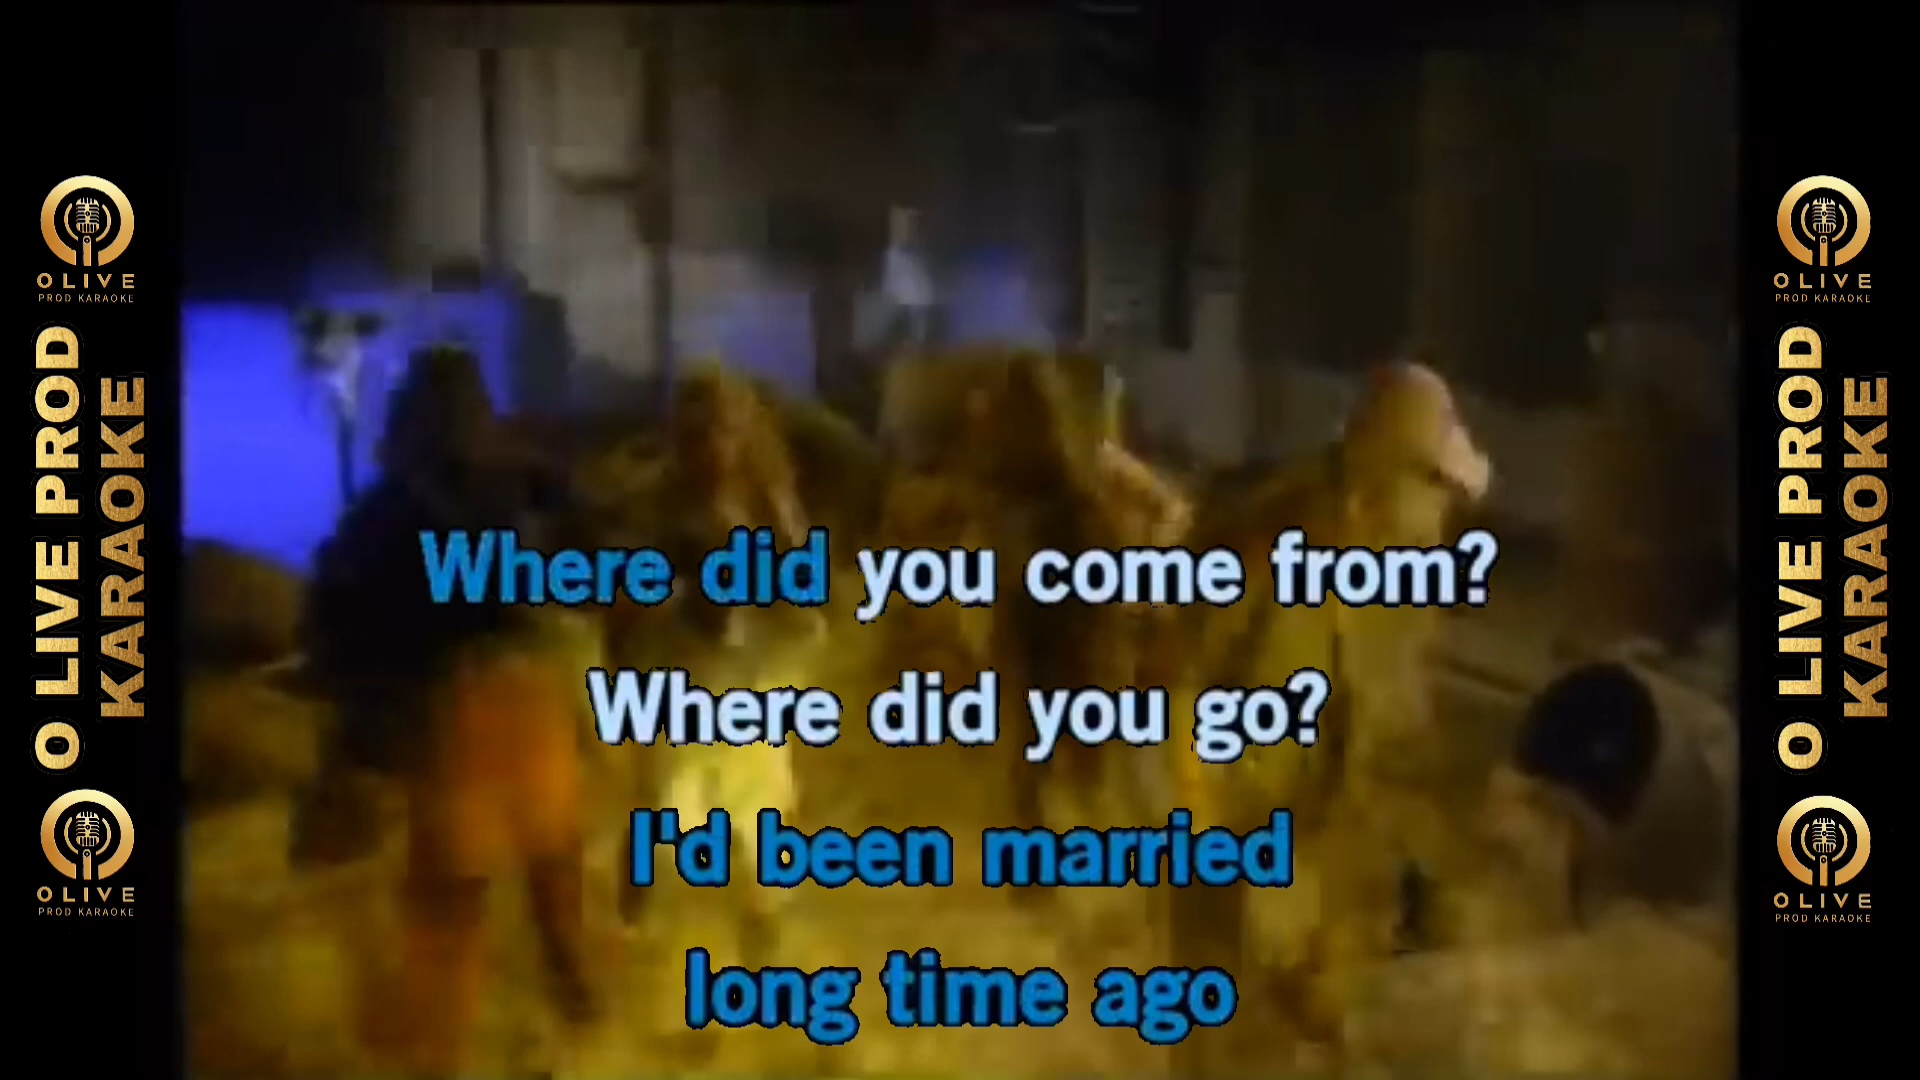 OLIVE
PROD KARAOKE
O LIVE PROD
KARAOKE
OLIVE
PROD KARAOKE
Where did you come from?
Where did you go?
I'd been married
long time ago
OLIVE
PROD KARAOKE
O LIVE PROD
KARAOKE
OLIVE
PROD KARAOKE